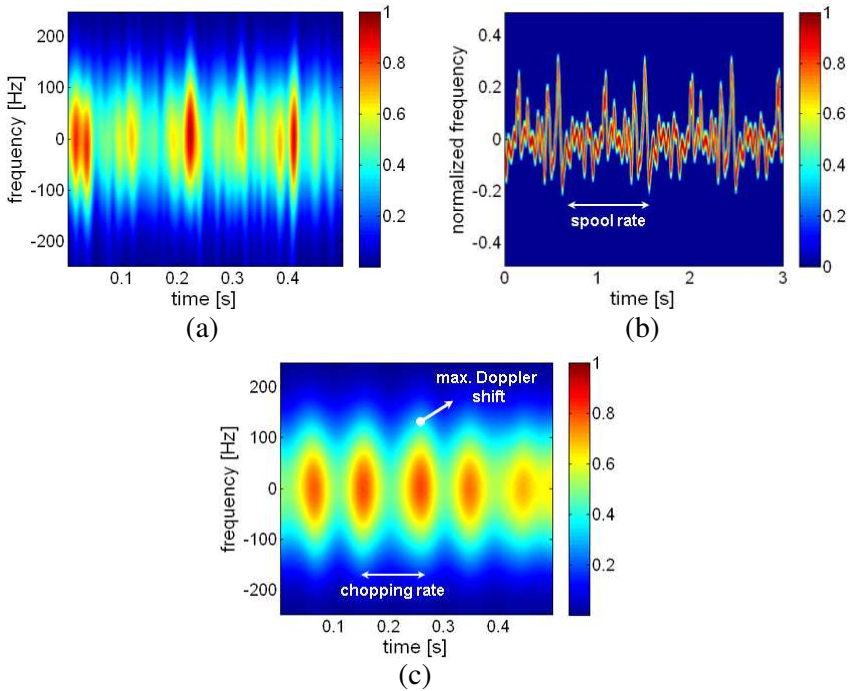 200
100
0
-100
-200
frequency [Hz]
0.1 0.2 0.3 0.4
time [s]
1
0.8
0.6
0.4
0.2
(a)
0.4
0.2
0
-0.2
-0.4
normalized frequency
spool rate
0 1 2 3
time [s]
1
0.8
0.6
0.4
0.2
0
(b)
200
100
0
-100
-200
frequency [Hz]
max. Doppler
shift
chopping rate
0.1 0.2 0.3 0.4
time [s]
1
0.8
0.6
0.4
0.2
(c)